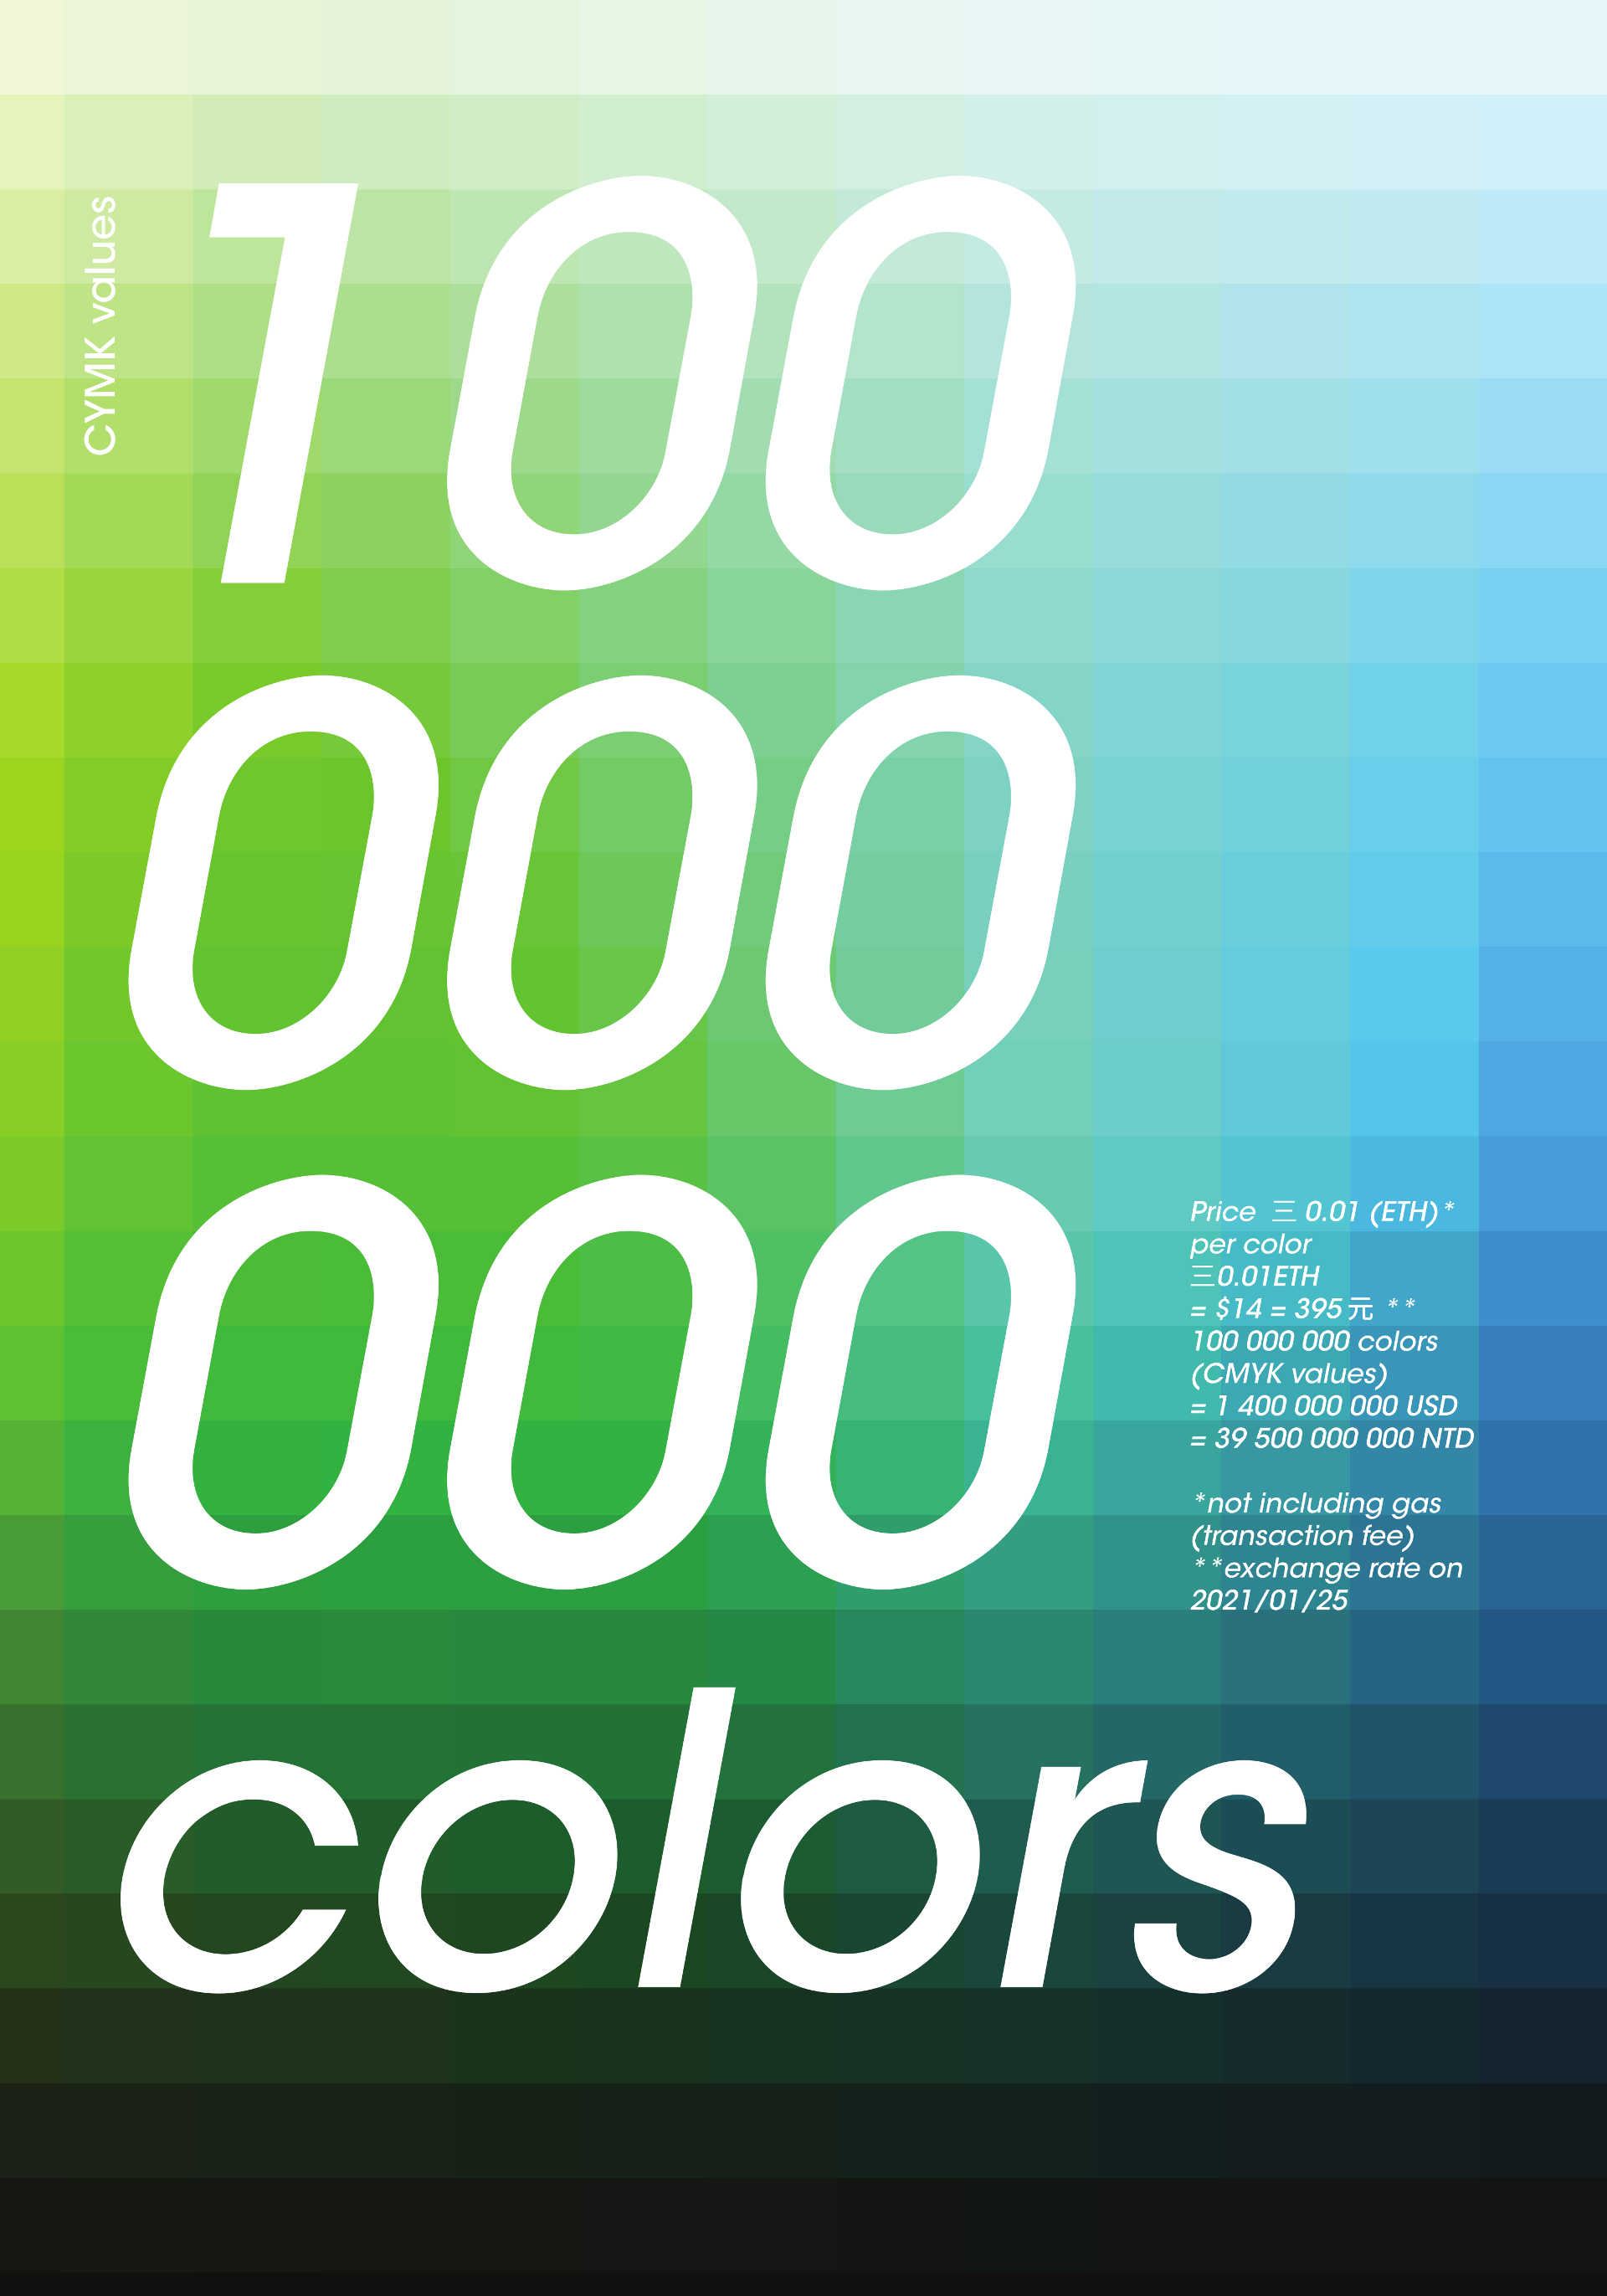 CYMK values
100
000
000
colors
Price 三 0.01 (ETH)*
per color
三0.01ETH
= $14 = 395元 **
100 000 000 colors
(CMYK values)
= 1 400 000 000 USD
= 39 500 000 000 NTD
*not including gas
(transaction fee)
**exchange rate on
2021/01/25